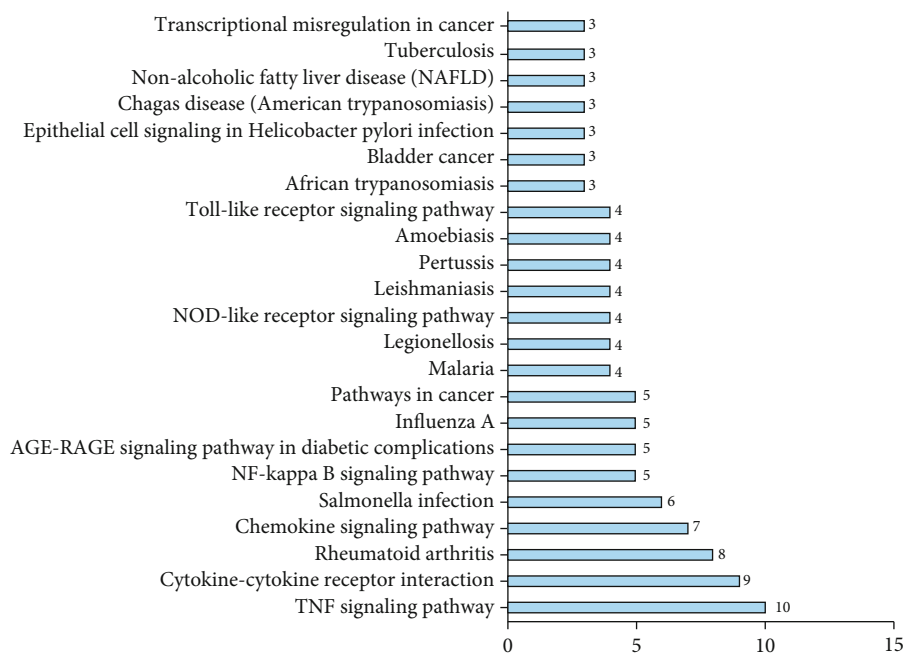 Transcriptional misregulation in cancer 3
Tuberculosis 3
Non-alcoholic fatty liver disease (NAFLD) 3
Chagas disease (American trypanosomiasis) 3
Epithelial cell signaling in Helicobacter pylori infection 3
Bladder cancer 3
African trypanosomiasis 3
Toll-like receptor signaling pathway 4
Amoebiasis 4
Pertussis 4
Leishmaniasis 4
NOD-like receptor signaling pathway 4
Legionellosis 4
Malaria 4
Pathways in cancer 5
Influenza A 5
AGE-RAGE signaling pathway in diabetic complications 5
NF-kappa B signaling pathway 5
Salmonella infection 6
Chemokine signaling pathway 7
Rheumatoid arthritis 8
Cytokine-cytokine receptor interaction 9
TNF signaling pathway 10
0 5 10 15